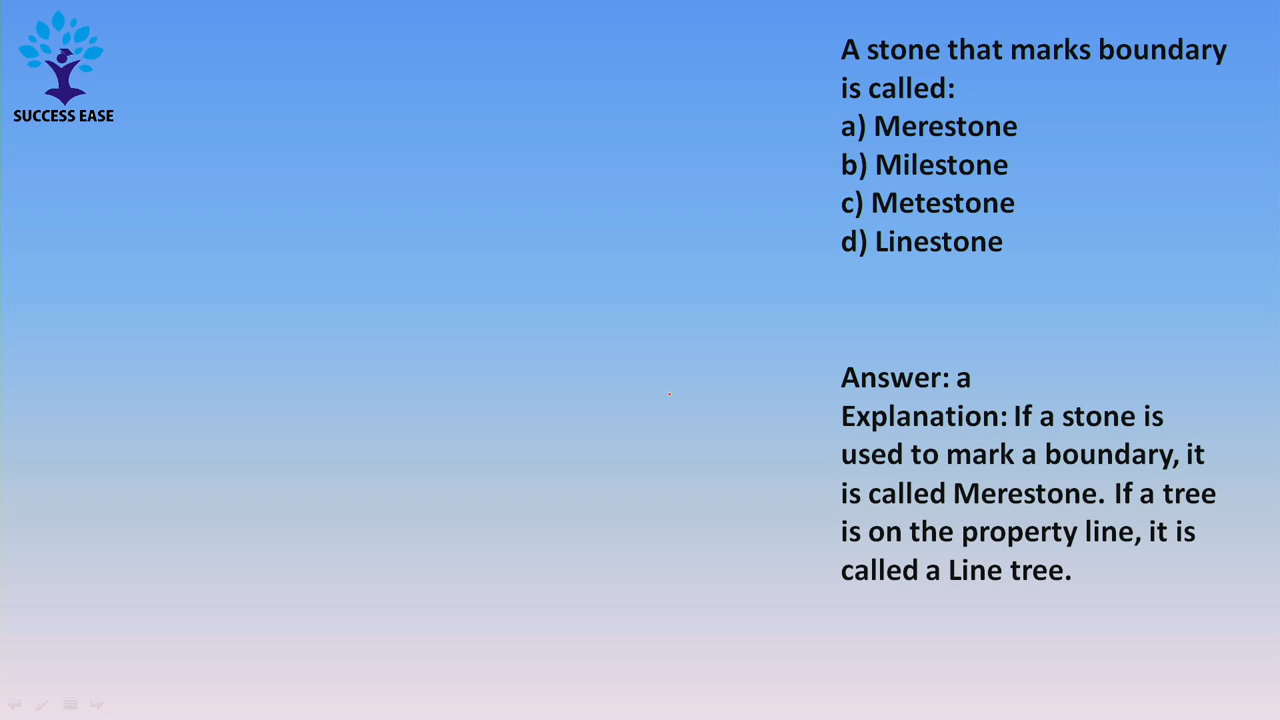 SUCCESS EASE
A stone that marks boundary
is called:
a) Merestone
b) Milestone
c) Metestone
d) Linestone
Answer: a
Explanation: If a stone is
used to mark a boundary, it
is called Merestone. If a tree
is on the property line, it is
called a Line tree.